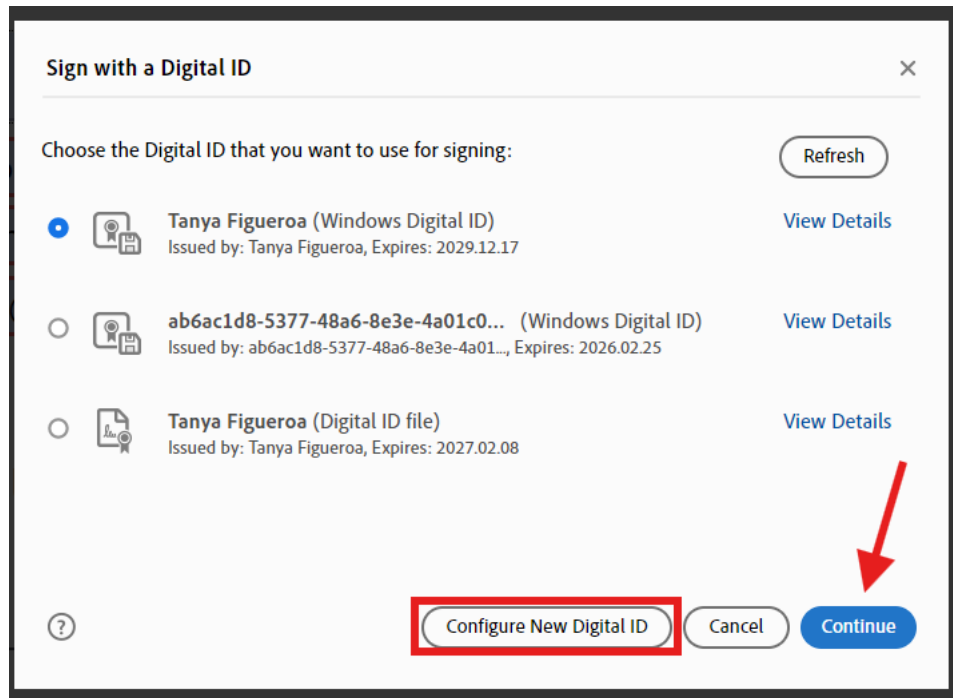 Sign with a Digital ID
Choose the Digital ID that you want to use for signing:
Refresh
Tanya Figueroa (Windows Digital ID)
View Details
Issued by: Tanya Figueroa, Expires: 2029.12.17
ab6ac1d8-5377-48a6-8e3e-4a01c0... (Windows Digital ID)
View Details
Issued by: ab6ac1d8-5377-48a6-8e3e-4a01..., Expires: 2026.02.25
Tanya Figueroa (Digital ID file)
View Details
Issued by: Tanya Figueroa, Expires: 2027.02.08
?
Configure New Digital ID
Cancel
Continue